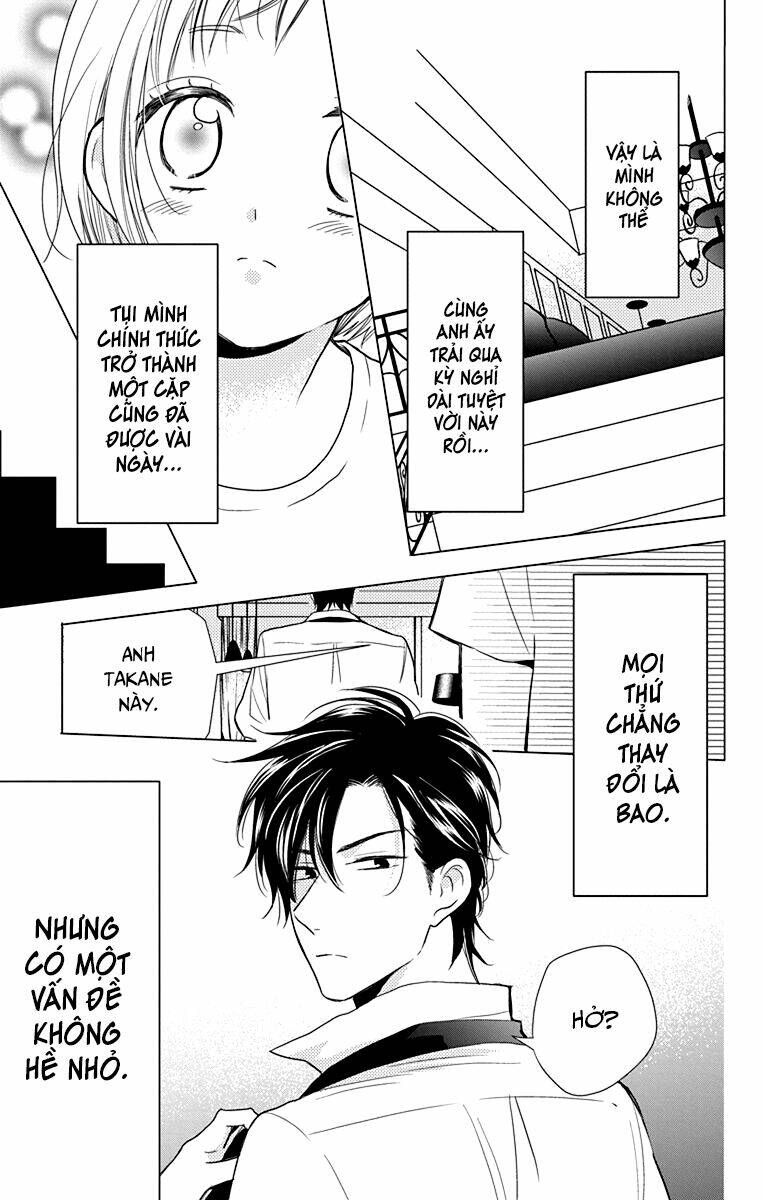 VẬY LÀ
MÌNH
KHÔNG
THỂ
CÙNG
ANH ẤY
TRẢI QUA
KỲ NGHỈ
DÀI TUYỆT
VỜI NÀY
RỒI...
TỤI MÌNH
CHÍNH THỨC
TRỞ THÀNH
MỘT CẶP
CŨNG ĐÃ
ĐƯỢC VÀI
NGÀY...
MỌI
THỨ
CHẲNG
THAY
ĐỔI LÀ
BAO.
ANH
TAKANE
NÀY.
HỞ?
NHƯNG
CÓ MỘT
VẤN ĐỀ
KHÔNG
HỀ NHỎ.